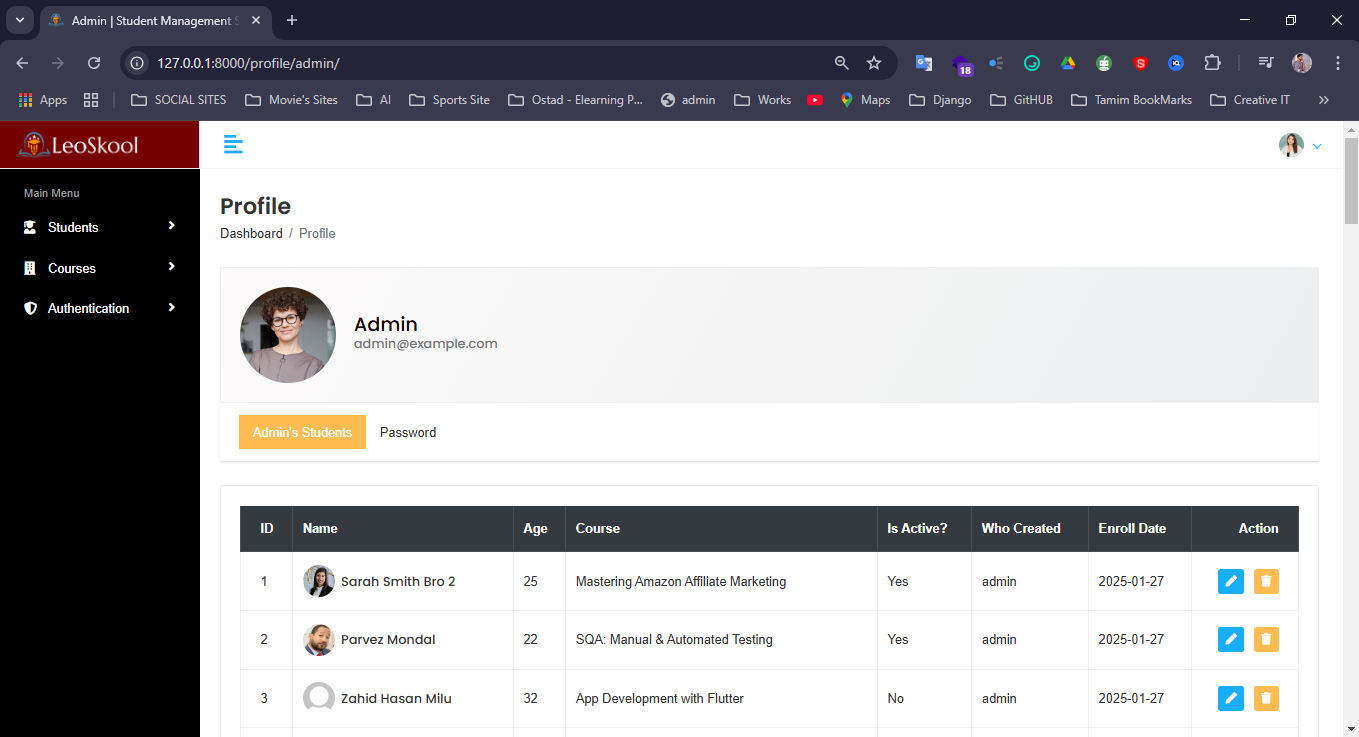 Admin | Student Management S
127.0.0.1:8000/profile/admin/
18
S
Apps
SOCIAL SITES
Movie's Sites
AI
Sports Site
Ostad - Elearning P...
admin
Works
Maps
Django
GitHUB
Tamim BookMarks
Creative IT
LeoSkool
Main Menu
Students
Courses
Authentication
Profile
Dashboard / Profile
Admin
admin@example.com
Admin's Students Password
ID Name Age Course Is Active? Who Created Enroll Date Action
1 Sarah Smith Bro 2 25 Mastering Amazon Affiliate Marketing Yes admin 2025-01-27
2 Parvez Mondal 22 SQA: Manual & Automated Testing Yes admin 2025-01-27
3 Zahid Hasan Milu 32 App Development with Flutter No admin 2025-01-27